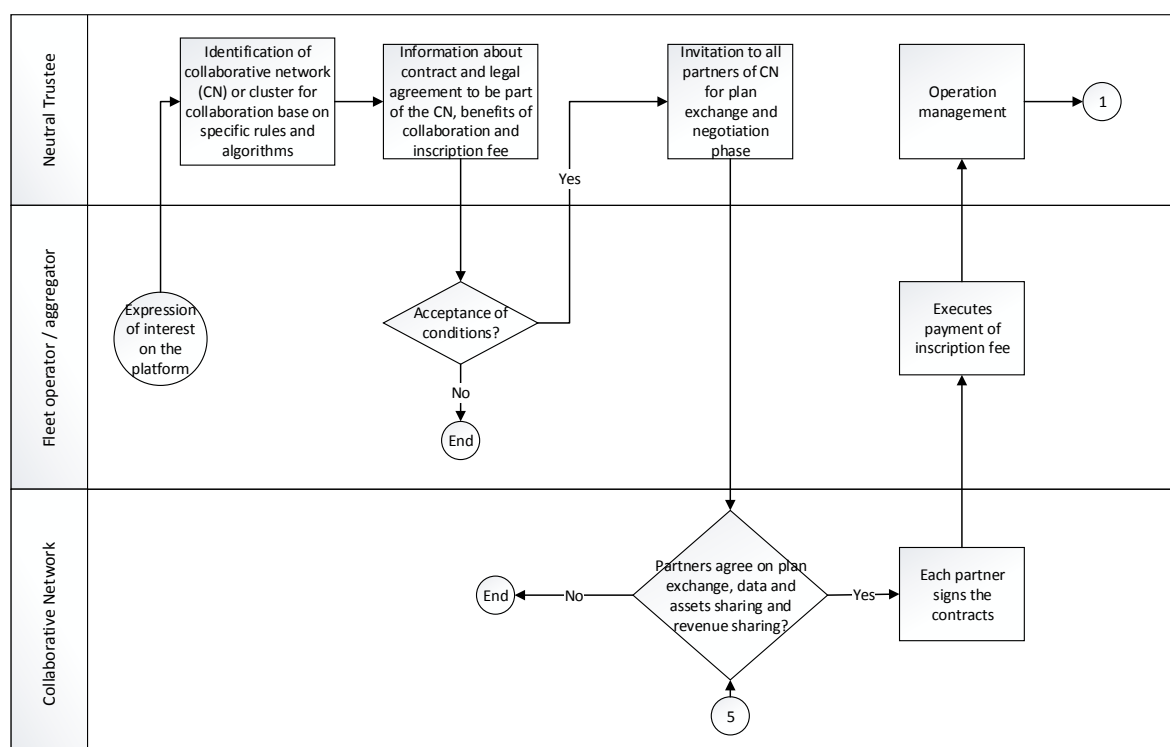 Neutral Trustee
Identification of
collaborative network
(CN) or cluster for
collaboration base on
specific rules and
algorithms
Information about
contract and legal
agreement to be part
of the CN, benefits of
collaboration and
inscription fee
Invitation to all
partners of CN
for plan
exchange and
negotiation
phase
Operation
management
1
Yes
Fleet operator / aggregator
Expression
of interest
on the
platform
Acceptance of
conditions?
No
End
Executes
payment of
inscription fee
Collaborative Network
End
No
Partners agree on plan
exchange, data and
assets sharing and
revenue sharing?
Yes
Each partner
signs the
contracts
5